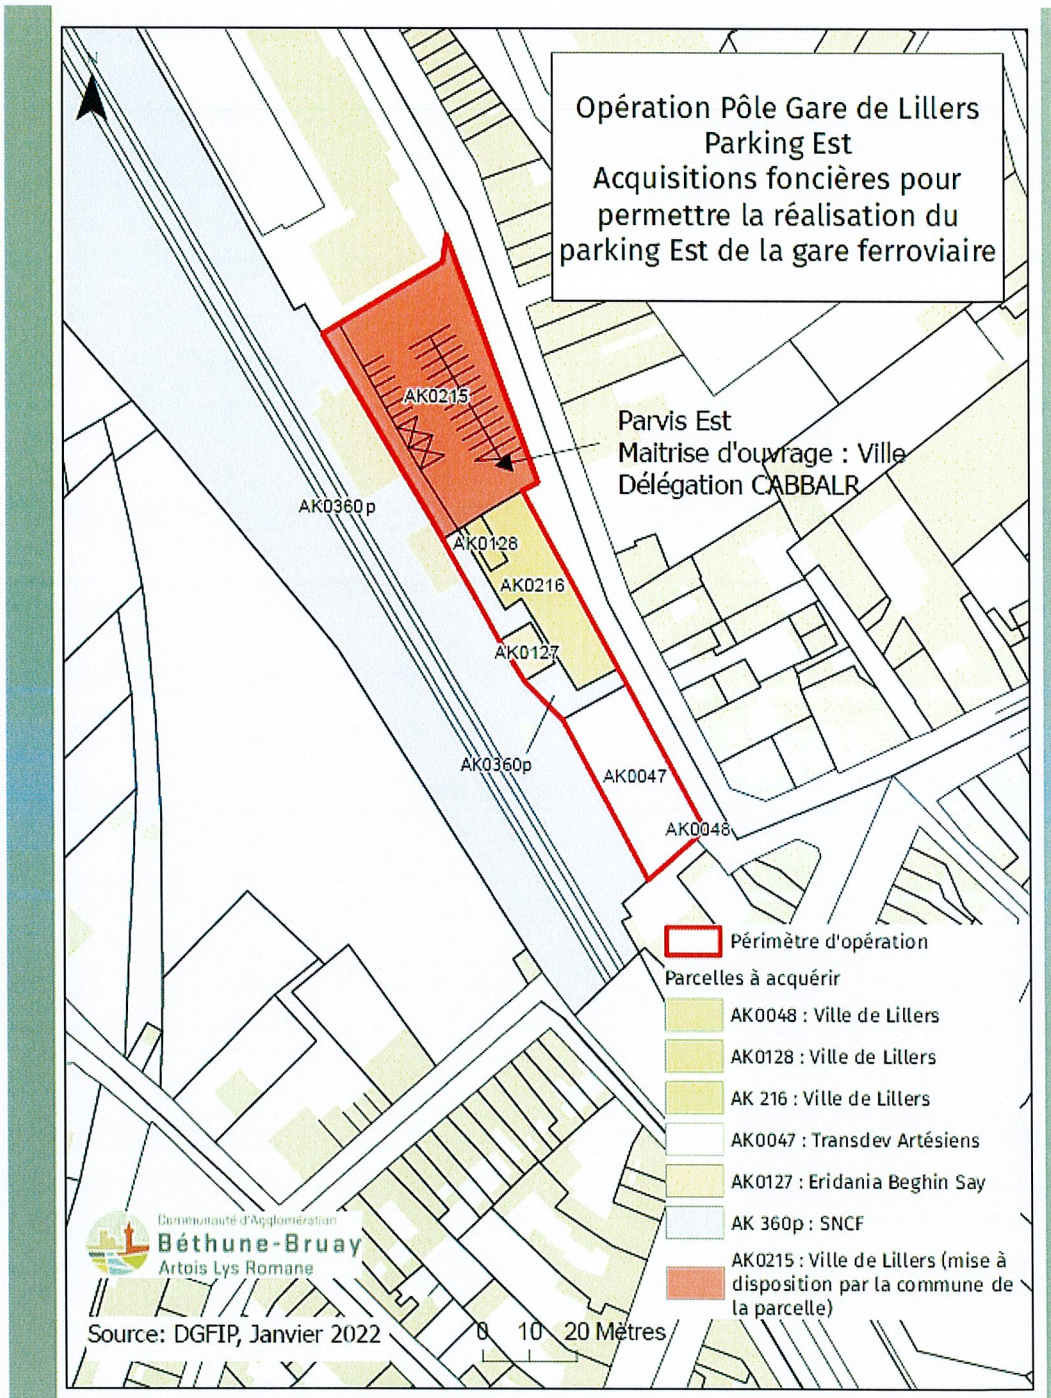 N
Opération Pôle Gare de Lillers
Parking Est
Acquisitions foncières pour
permettre la réalisation du
parking Est de la gare ferroviaire
AK0215
Parvis Est
Maitrise d'ouvrage : Ville
Délégation CABBALR
AK0360p
AK0128
AK0216
AK0127
AK0360p
AK0047
AK0048
Périmètre d'opération
Parcelles à acquérir
AK0048 : Ville de Lillers
AK0128 : Ville de Lillers
AK 216 : Ville de Lillers
AK0047 : Transdev Artésiens
AK0127 : Eridania Beghin Say
AK 360p : SNCF
AK0215 : Ville de Lillers (mise à
disposition par la commune de
la parcelle)
Communauté d'Agglomération
Béthune-Bruay
Artois Lys Romane
Source: DGFIP, Janvier 2022
0 10 20 Mètres